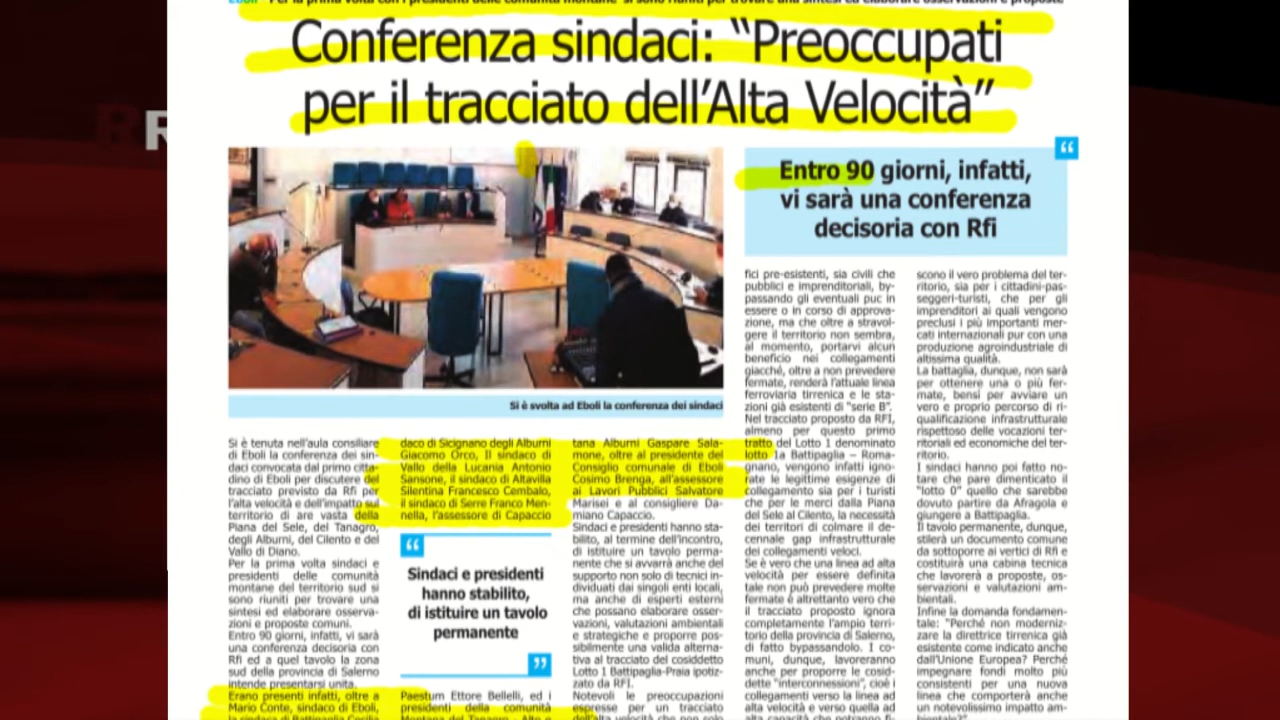 Conferenza sindaci: “Preoccupati
per il tracciato dell’Alta Velocità”
Entro 90 giorni, infatti,
vi sarà una conferenza
decisoria con Rfi
Si è svolta ad Eboli la conferenza dei sindaci
Si è tenuta nell'aula consiliare
di Eboli la conferenza dei sin-
daci convocata dal primo citta-
dino di Eboli per discutere del
tracciato previsto da Rfi per
l'alta velocità e dell'impatto sul
territorio di are vasta della
Piana del Sele, del Tanagro,
degli Alburni, del Cilento e del
Vallo di Diano.
Per la prima volta sindaci e
presidenti delle comunità
montane del territorio sud si
sono riuniti per trovare una
sintesi ed elaborare osserva-
zioni e proposte comuni.
Entro 90 giorni, infatti, vi sarà
una conferenza decisoria con
Rfi ed a quel tavolo la zona
sud della provincia di Salerno
intende presentarsi unita.
Erano presenti infatti, oltre a
Mario Conte, sindaco di Eboli,
daco di Sicignano degli Alburni
Giacomo Orco, Il sindaco di
Vallo della Lucania Antonio
Sansone, il sindaco di Altavilla
Silentina Francesco Cembalo,
il sindaco di Serre Franco Men-
nella, l'assessore di Capaccio
Sindaci e presidenti
hanno stabilito,
di istituire un tavolo
permanente
Paestum Ettore Bellelli, ed i
presidenti della comunità
tana Alburni Gaspare Sala-
mone, oltre al presidente del
Consiglio comunale di Eboli
Cosimo Brenga, all'assessore
ai Lavori Pubblici Salvatore
Marisei e al consigliere Da-
miano Capaccio.
Sindaci e presidenti hanno sta-
bilito, al termine dell'incontro,
di istituire un tavolo perma-
nente che si avvarrà anche del
supporto non solo di tecnici in-
dividuati dai singoli enti locali,
ma anche di esperti esterni
che possano elaborare osser-
vazioni, valutazioni ambientali
e strategiche e proporre pos-
sibilmente una valida alterna-
tiva al tracciato del cosiddetto
Lotto 1 Battipaglia-Praia ipotiz-
zato da RFI.
Notevoli le preoccupazioni
espresse per un tracciato
dell'alta velocità che non solo
fici pre-esistenti, sia civili che
pubblici e imprenditoriali, by-
passando gli eventuali puc in
essere o in corso di approva-
zione, ma che oltre a stravol-
gere il territorio non sembra,
al momento, portarvi alcun
beneficio nei collegamenti
giacché, oltre a non prevedere
fermate, renderà l'attuale linea
ferroviaria tirrenica e le sta-
zioni già esistenti di "serie B".
Nel tracciato proposto da RFI,
almeno per questo primo
tratto del Lotto 1 denominato
lotto 1a Battipaglia – Roma-
gnano, vengono infatti igno-
rate le legittime esigenze di
collegamento sia per i turisti
che per le merci dalla Piana
del Sele al Cilento, la necessità
dei territori di colmare il de-
cennale gap infrastrutturale
dei collegamenti veloci.
Se è vero che una linea ad alta
velocità per essere definita
tale non può prevedere molte
fermate è altrettanto vero che
il tracciato proposto ignora
completamente l'ampio terri-
torio della provincia di Salerno,
di fatto bypassandolo. I co-
muni, dunque, lavoreranno
anche per proporre le cosid-
dette "interconnessioni", cioè i
collegamenti verso la linea ad
alta velocità e verso quella ad
scono il vero problema del ter-
ritorio, sia per i cittadini-pas-
seggeri-turisti, che per gli
imprenditori ai quali vengono
preclusi i più importanti mer-
cati internazionali pur con una
produzione agroindustriale di
altissima qualità.
La battaglia, dunque, non sarà
per ottenere una o più fer-
mate, bensì per avviare un
vero e proprio percorso di ri-
qualificazione infrastrutturale
rispettoso delle vocazioni ter-
ritoriali ed economiche del ter-
ritorio.
I sindaci hanno poi fatto no-
tare che pare dimenticato il
"lotto 0" quello che sarebbe
dovuto partire da Afragola e
giungere a Battipaglia.
Il tavolo permanente, dunque,
stilerà un documento comune
da sottoporre ai vertici di Rfi e
costituirà una cabina tecnica
che lavorerà a proposte, os-
servazioni e valutazioni am-
bientali.
Infine la domanda fondamen-
tale: "Perché non moderniz-
zare la direttrice tirrenica già
esistente come indicato anche
dall'Unione Europea? Perché
impegnare fondi molto più
consistenti per una nuova
linea che comporterà anche
un notevolissimo impatto am-